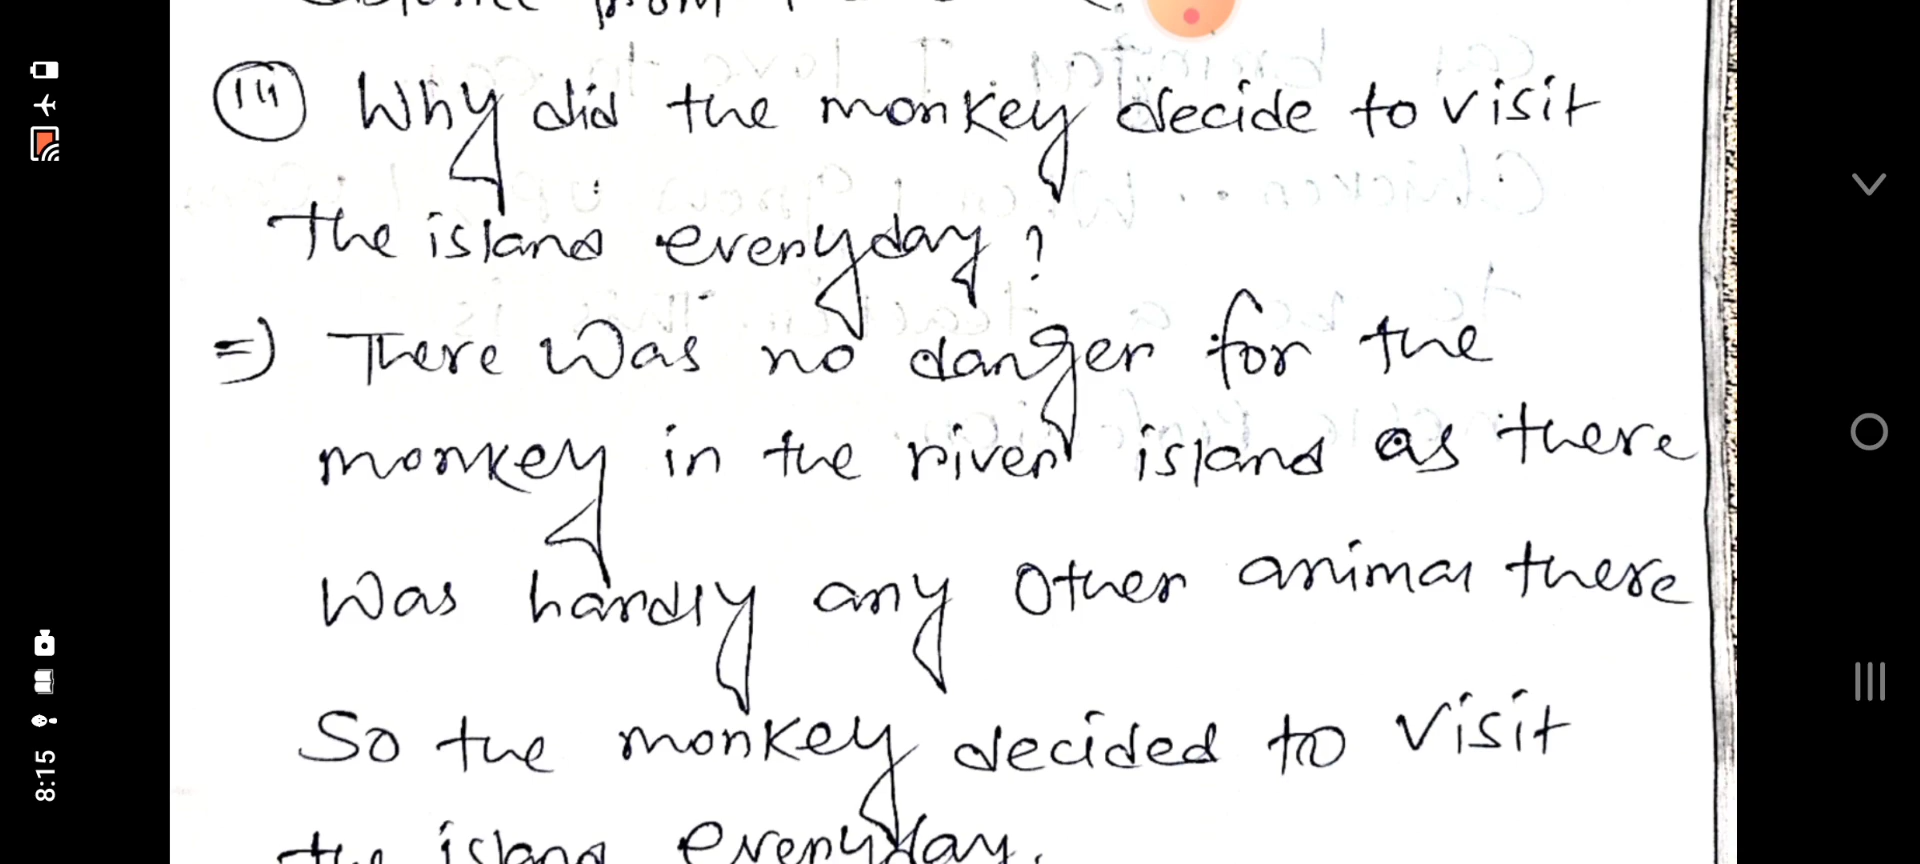 14 Why did the monkey decide to visit
the island everyday?
=) There was no danger for the
monkey in the river island as there
was hardly any other animal there
So the monkey decided to visit
the island everyday.
8:15